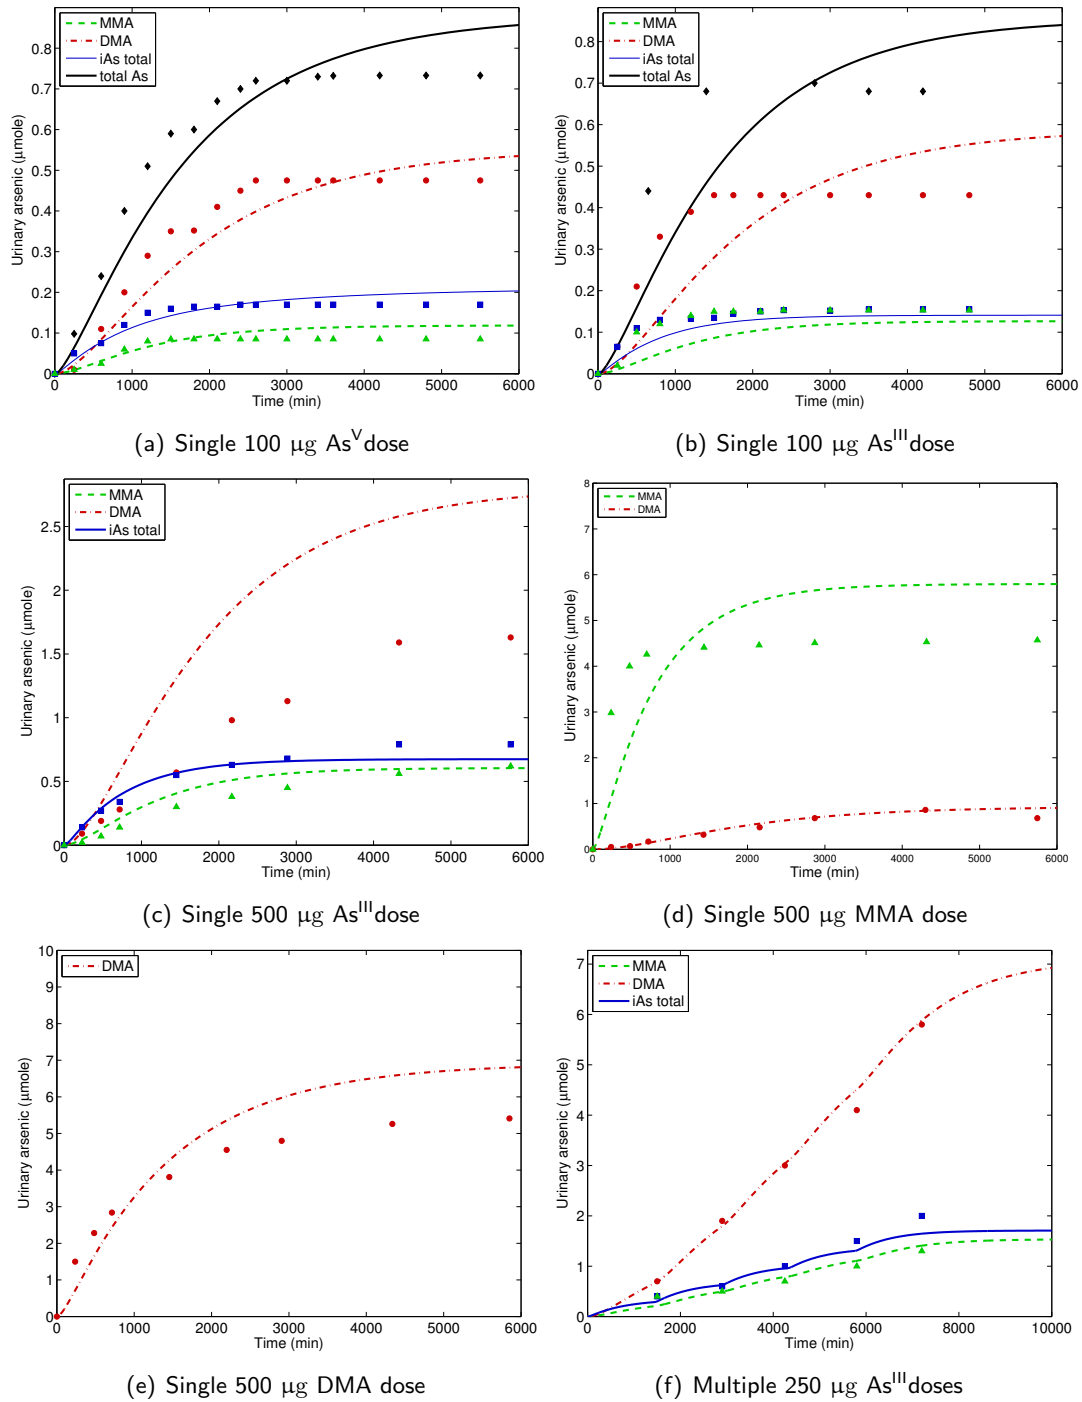 MMA
DMA
iAs total
total As
0.8
0.7
0.6
0.5
0.4
0.3
0.2
0.1
0
0 1000 2000 3000 4000 5000 6000
Urinary arsenic (µmole)
Time (min)
(a) Single 100 µg As^V dose
MMA
DMA
iAs total
total As
0.8
0.7
0.6
0.5
0.4
0.3
0.2
0.1
0
0 1000 2000 3000 4000 5000 6000
Urinary arsenic (µmole)
Time (min)
(b) Single 100 µg As^III dose
MMA
DMA
iAs total
2.5
2
1.5
1
0.5
0
0 1000 2000 3000 4000 5000 6000
Urinary arsenic (µmole)
Time (min)
(c) Single 500 µg As^III dose
MMA
DMA
8
7
6
5
4
3
2
1
0
0 1000 2000 3000 4000 5000 6000
Urinary arsenic (µmole)
Time (min)
(d) Single 500 µg MMA dose
DMA
10
9
8
7
6
5
4
3
2
1
0
0 1000 2000 3000 4000 5000 6000
Urinary arsenic (µmole)
Time (min)
(e) Single 500 µg DMA dose
MMA
DMA
iAs total
7
6
5
4
3
2
1
0
0 2000 4000 6000 8000 10000
Urinary arsenic (µmole)
Time (min)
(f) Multiple 250 µg As^III doses